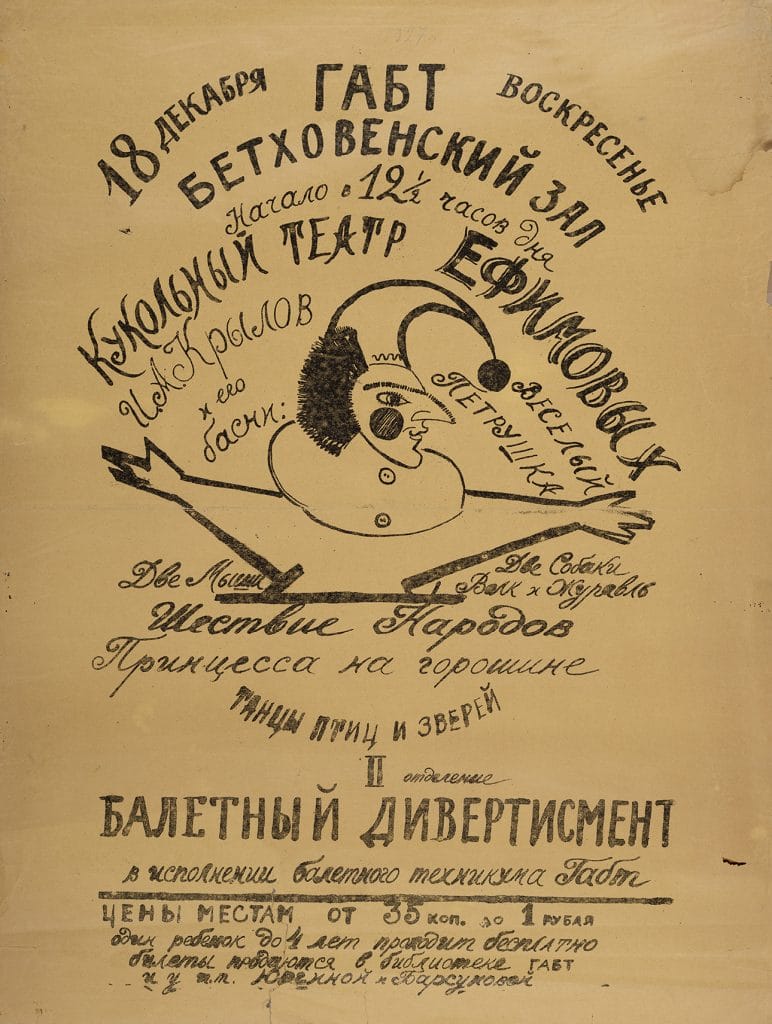 18 ДЕКАБРЯ
ГАБТ
ВОСКРЕСЕНЬЕ
БЕТХОВЕНСКИЙ ЗАЛ
Начало в 12 ½ часов дня
КУКОЛЬНЫЙ ТЕАТР
ЕФИМОВЫХ
И.А. КРЫЛОВ
и его
басни:
ВЕСЕЛЫЙ
ПЕТРУШКА
Две Мыши
Две Собаки
Волк и Журавль
Шествие Народов
Принцесса на горошине
ТАНЦЫ ПТИЦ И ЗВЕРЕЙ
II отделение
БАЛЕТНЫЙ ДИВЕРТИСМЕНТ
в исполнении балетного техникума Габт
ЦЕНЫ МЕСТАМ ОТ 35 КОП. до 1 РУБЛЯ
один ребенок до 4 лет проходит бесплатно
билеты продаются в библиотеке ГАБТ
и у Барсуковой